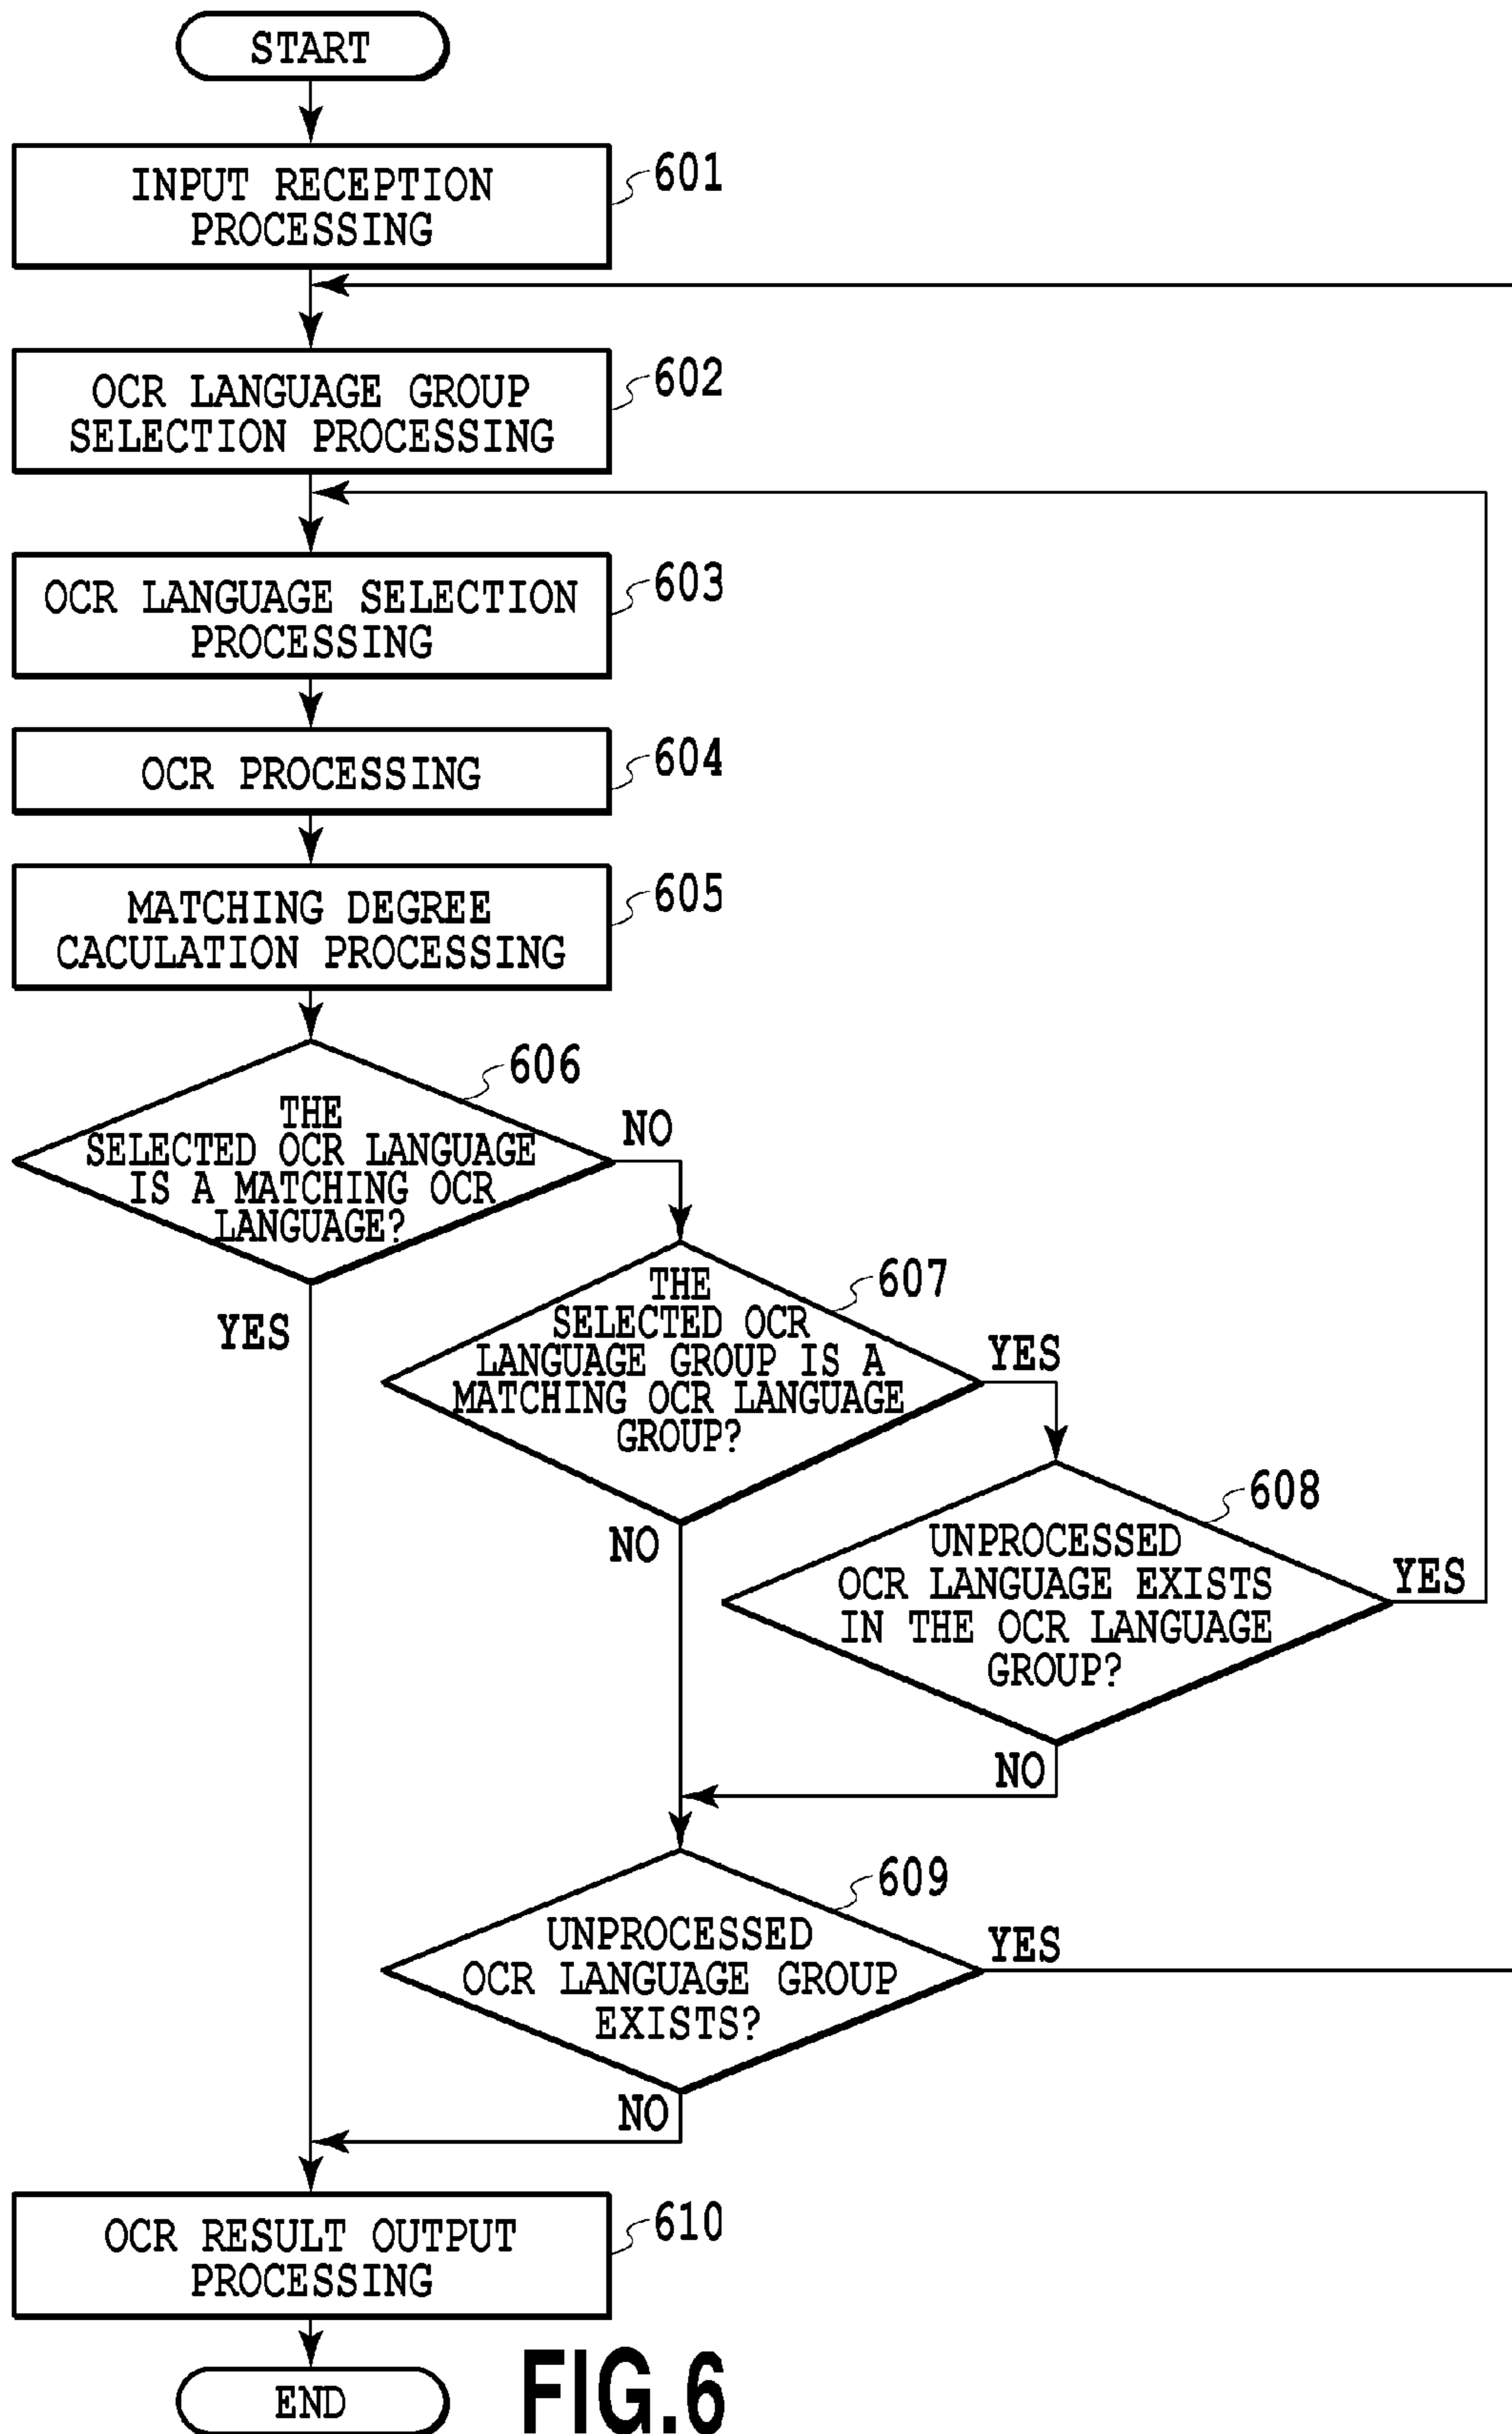 START
INPUT RECEPTION
PROCESSING
601
OCR LANGUAGE GROUP
SELECTION PROCESSING
602
OCR LANGUAGE SELECTION
PROCESSING
603
OCR PROCESSING
604
MATCHING DEGREE
CACULATION PROCESSING
605
606
THE
SELECTED OCR LANGUAGE
IS A MATCHING OCR
LANGUAGE?
NO
YES
607
THE
SELECTED OCR
LANGUAGE GROUP IS A
MATCHING OCR LANGUAGE
GROUP?
YES
NO
608
UNPROCESSED
OCR LANGUAGE EXISTS
IN THE OCR LANGUAGE
GROUP?
YES
NO
609
UNPROCESSED
OCR LANGUAGE GROUP
EXISTS?
YES
NO
OCR RESULT OUTPUT
PROCESSING
610
END
FIG.6